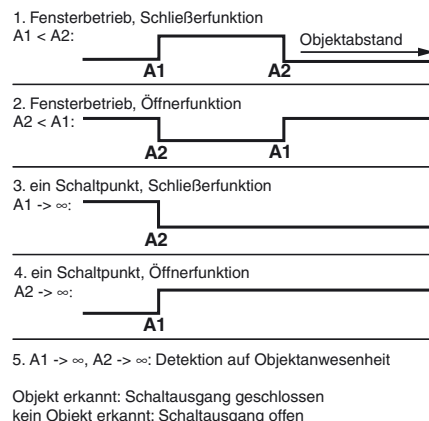 1. Fensterbetrieb, Schließerfunktion
A1 < A2:
Objektabstand
A1
A2
2. Fensterbetrieb, Öffnerfunktion
A2 < A1:
A2
A1
3. ein Schaltpunkt, Schließerfunktion
A1 -> ∞:
A2
4. ein Schaltpunkt, Öffnerfunktion
A2 -> ∞:
A1
5. A1 -> ∞, A2 -> ∞: Detektion auf Objektanwesenheit
Objekt erkannt: Schaltausgang geschlossen
kein Objekt erkannt: Schaltausgang offen